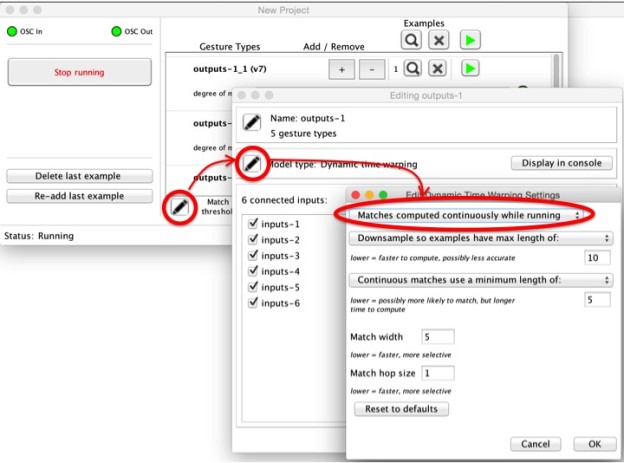 New Project
OSC In
OSC Out
Examples
Gesture Types
Add / Remove
Stop running
outputs-1_1 (v7)
+
-
1
degree of m
Editing outputs-1
outputs-
Name: outputs-1
5 gesture types
degree of m
Model type: Dynamic time warping
Display in console
outputs-
Delete last example
Re-add last example
Match
threshol
Status: Running
6 connected inputs:
inputs-1
inputs-2
inputs-3
inputs-4
inputs-5
inputs-6
Edit Dynamic Time Warping Settings
Matches computed continuously while running
Downsample so examples have max length of:
lower = faster to compute, possibly less accurate
10
Continuous matches use a minimum length of:
lower = possibly more likely to match, but longer
time to compute
5
Match width 5
lower = faster, more selective
Match hop size 1
lower = faster, more selective
Reset to defaults
Cancel
OK